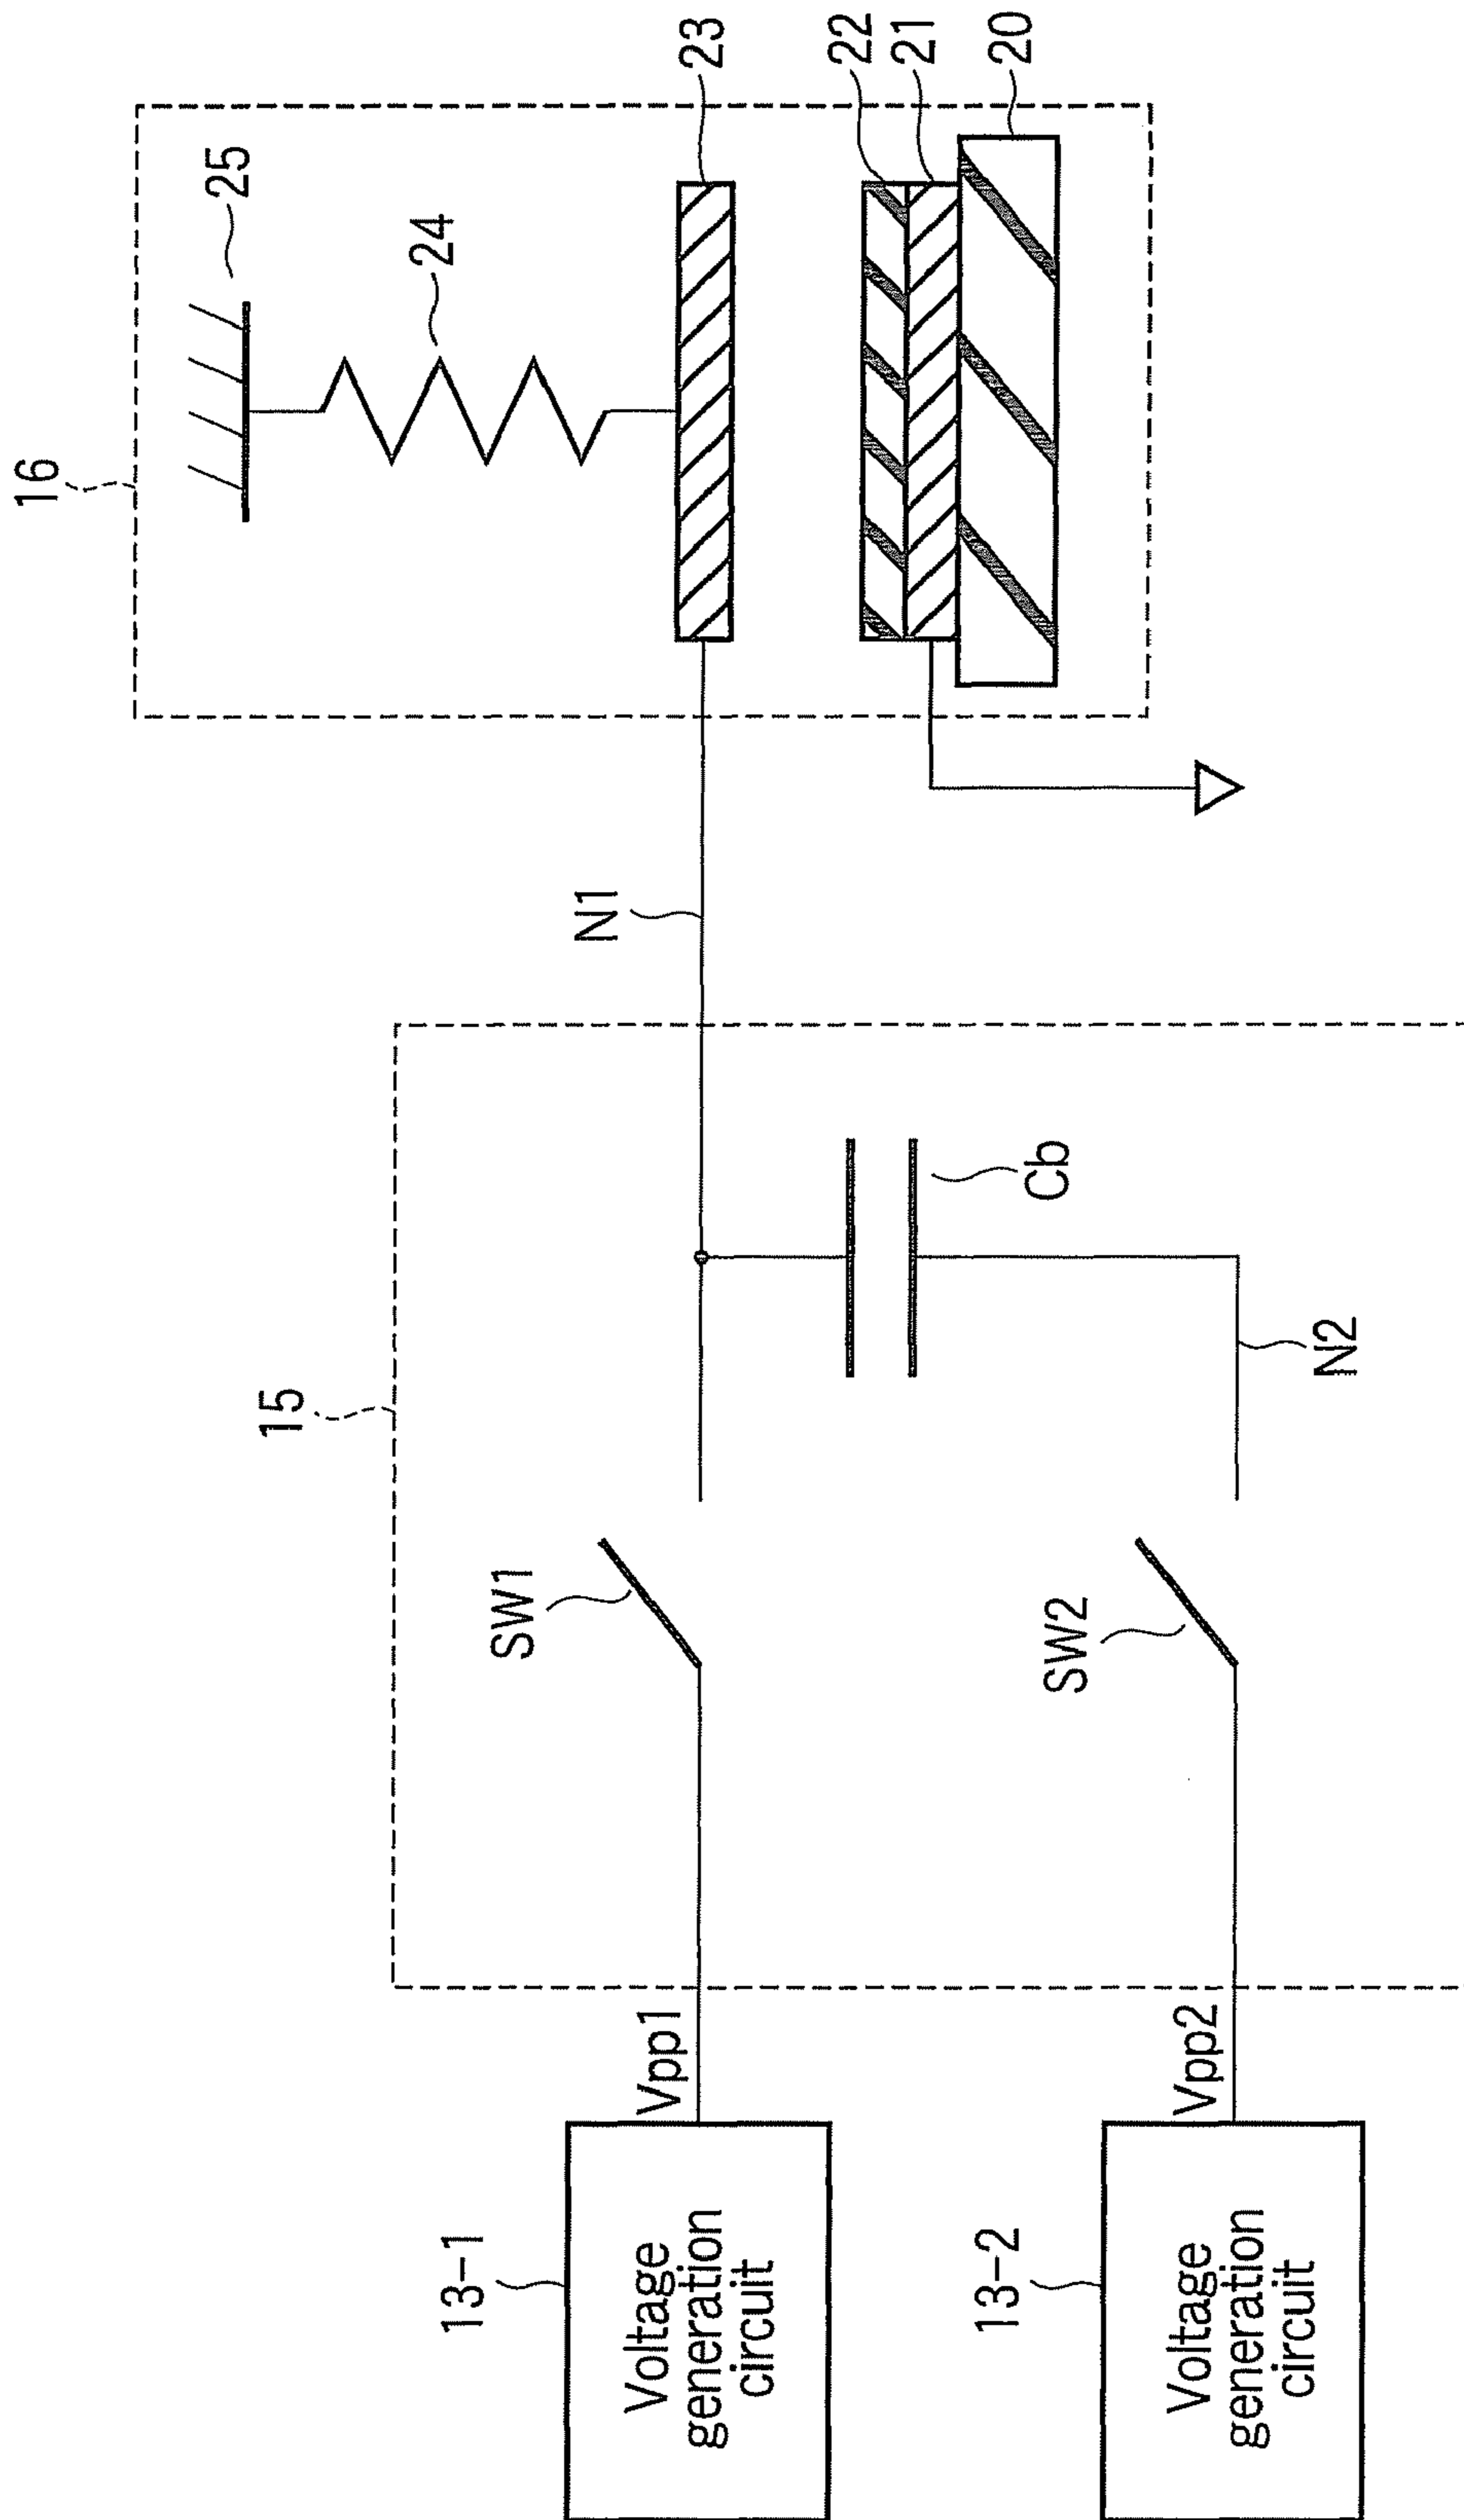 16
25
24
23
22
21
20
N1
15
SW1
Cb
SW2
N2
Vpp1
Vpp2
13-1
Voltage
generation
circuit
13-2
Voltage
generation
circuit